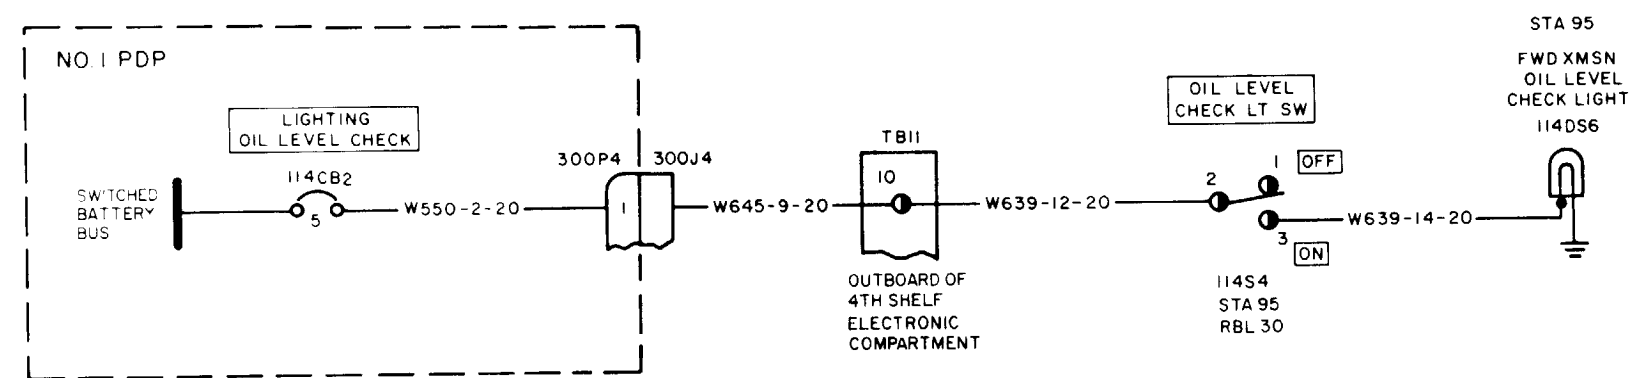 NO. 1 PDP
LIGHTING
OIL LEVEL CHECK
SWITCHED
BATTERY
BUS
114CB2
5
W550-2-20
300P4
300J4
1
W645-9-20
TB11
10
OUTBOARD OF
4TH SHELF
ELECTRONIC
COMPARTMENT
W639-12-20
OIL LEVEL
CHECK LT SW
2
1
OFF
3
ON
114S4
STA 95
RBL 30
W639-14-20
STA 95
FWD XMSN
OIL LEVEL
CHECK LIGHT
114DS6